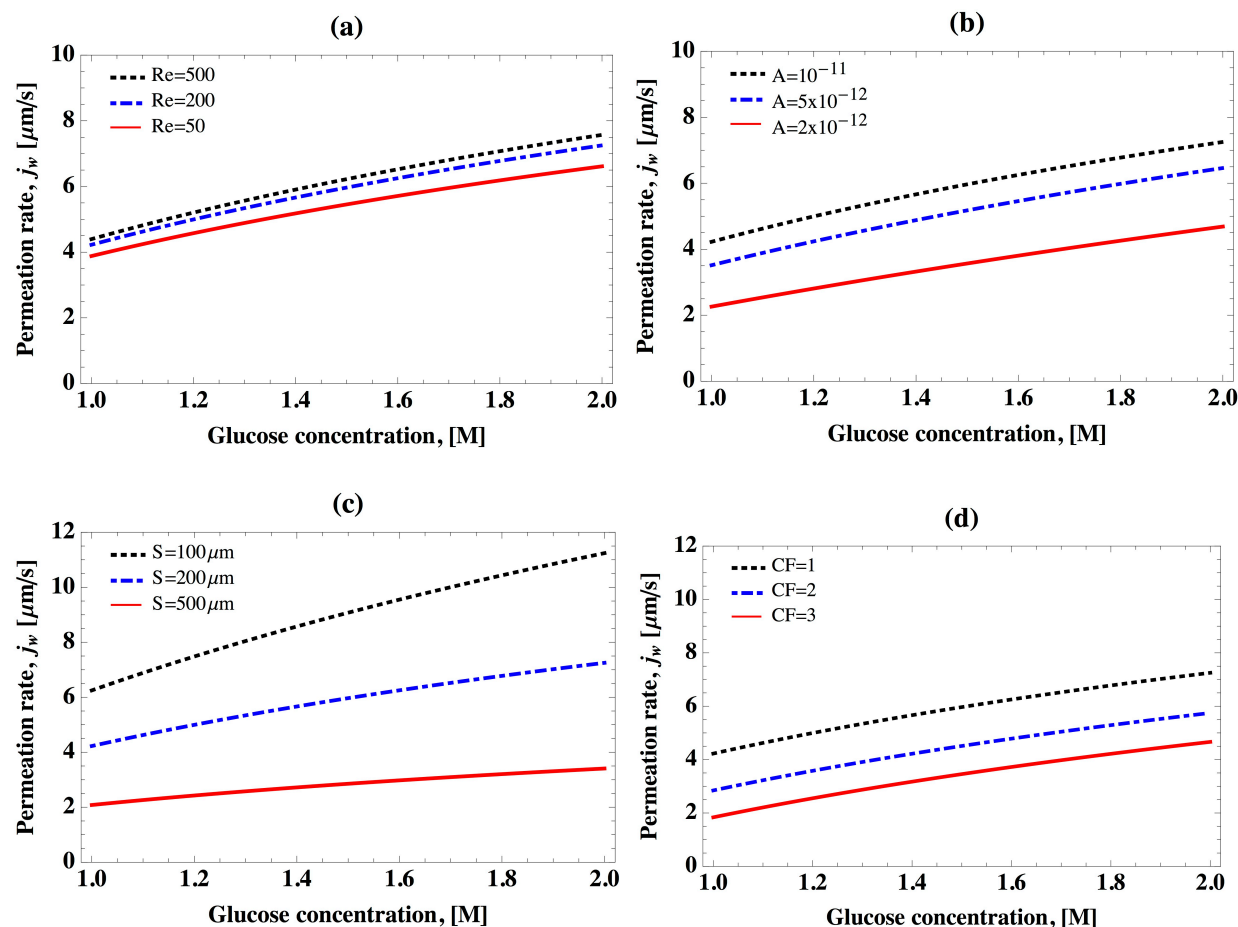 (a)
Permeation rate, j_w [μm/s]
10
8
6
4
2
0
Re=500
Re=200
Re=50
1.0 1.2 1.4 1.6 1.8 2.0
Glucose concentration, [M]
(b)
Permeation rate, j_w [μm/s]
10
8
6
4
2
0
A=10⁻¹¹
A=5x10⁻¹²
A=2x10⁻¹²
1.0 1.2 1.4 1.6 1.8 2.0
Glucose concentration, [M]
(c)
Permeation rate, j_w [μm/s]
12
10
8
6
4
2
0
S=100μm
S=200μm
S=500μm
1.0 1.2 1.4 1.6 1.8 2.0
Glucose concentration, [M]
(d)
Permeation rate, j_w [μm/s]
12
10
8
6
4
2
0
CF=1
CF=2
CF=3
1.0 1.2 1.4 1.6 1.8 2.0
Glucose concentration, [M]